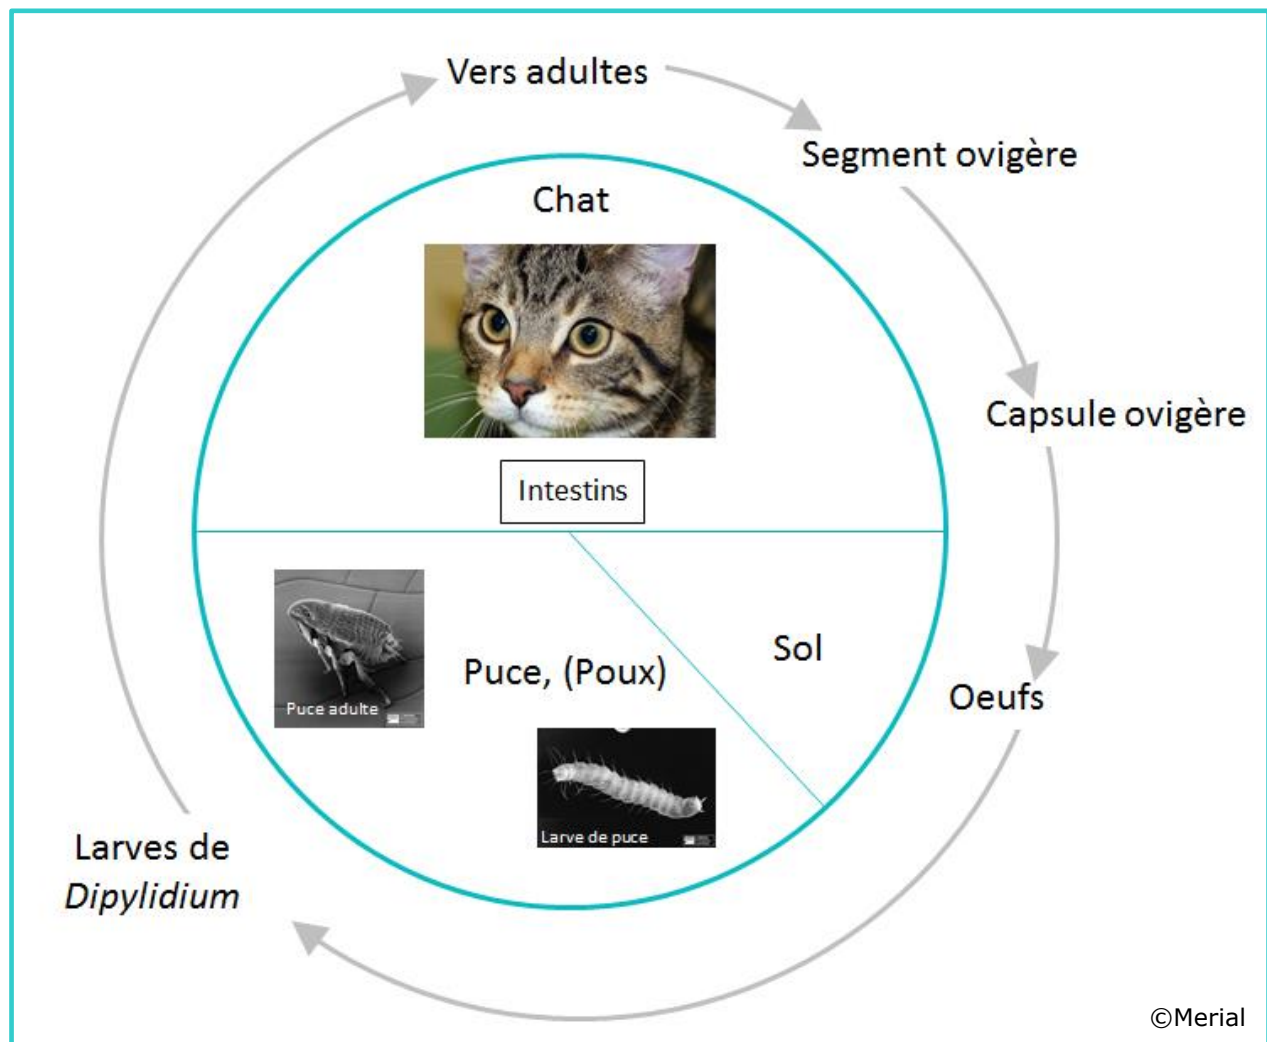 Vers adultes
Segment ovigère
Chat
Capsule ovigère
Intestins
Sol
Puce, (Poux)
Oeufs
Puce adulte
Larve de puce
Larves de
Dipylidium
©Merial